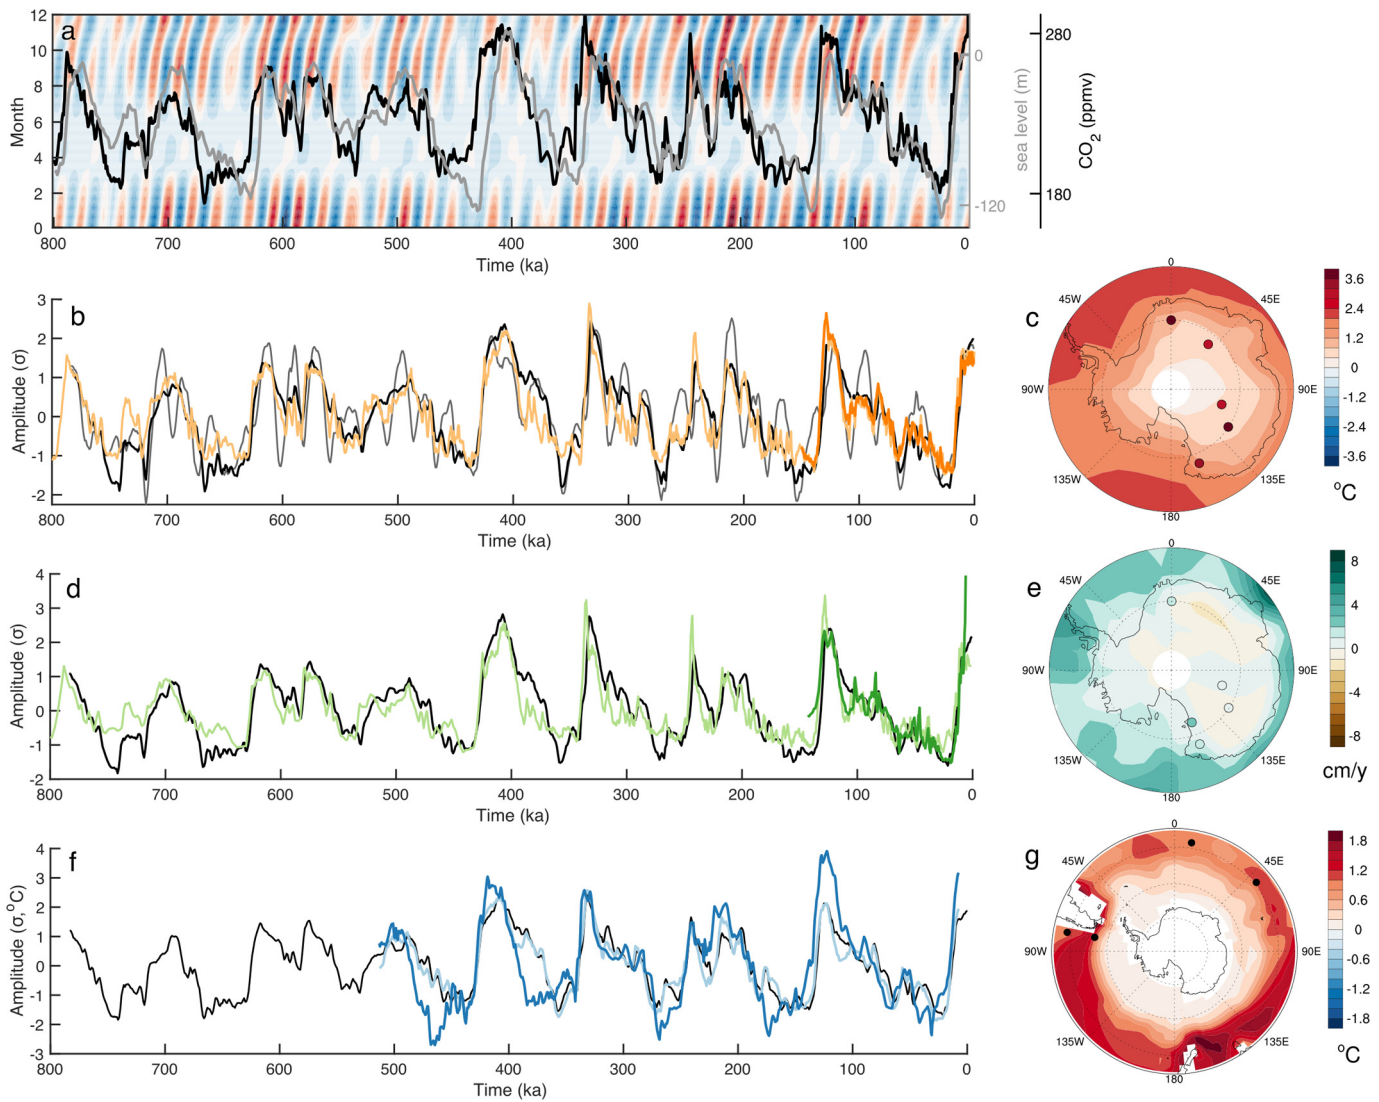 a
12
10
8
6
4
2
0
Month
800
700
600
500
400
300
200
100
0
Time (ka)
0
-120
sea level (m)
280
180
CO2 (ppmv)
b
3
2
1
0
-1
-2
Amplitude (σ)
800
700
600
500
400
300
200
100
0
Time (ka)
c
0
45E
90E
135E
180
135W
90W
45W
3.6
2.4
1.2
0
-1.2
-2.4
-3.6
°C
d
4
3
2
1
0
-1
-2
Amplitude (σ)
800
700
600
500
400
300
200
100
0
Time (ka)
e
0
45E
90E
135E
180
135W
90W
45W
8
4
0
-4
-8
cm/y
f
4
3
2
1
0
-1
-2
-3
Amplitude (σ,°C)
800
700
600
500
400
300
200
100
0
Time (ka)
g
0
45E
90E
135E
180
135W
90W
45W
1.8
1.2
0.6
0
-0.6
-1.2
-1.8
°C